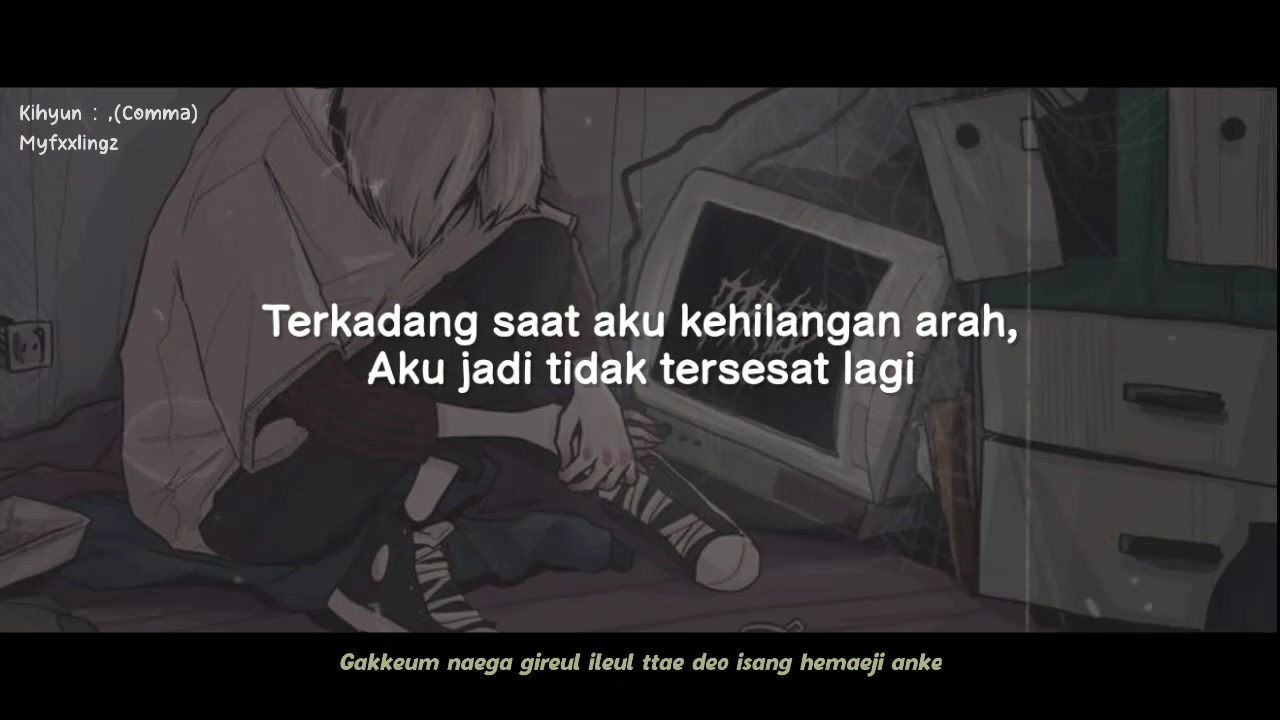 Kihyun : ,(Comma)
Myfxxlingz
Terkadang saat aku kehilangan arah,
Aku jadi tidak tersesat lagi
Gakkeum naega gireul ileul ttae deo isang hemaeji anke